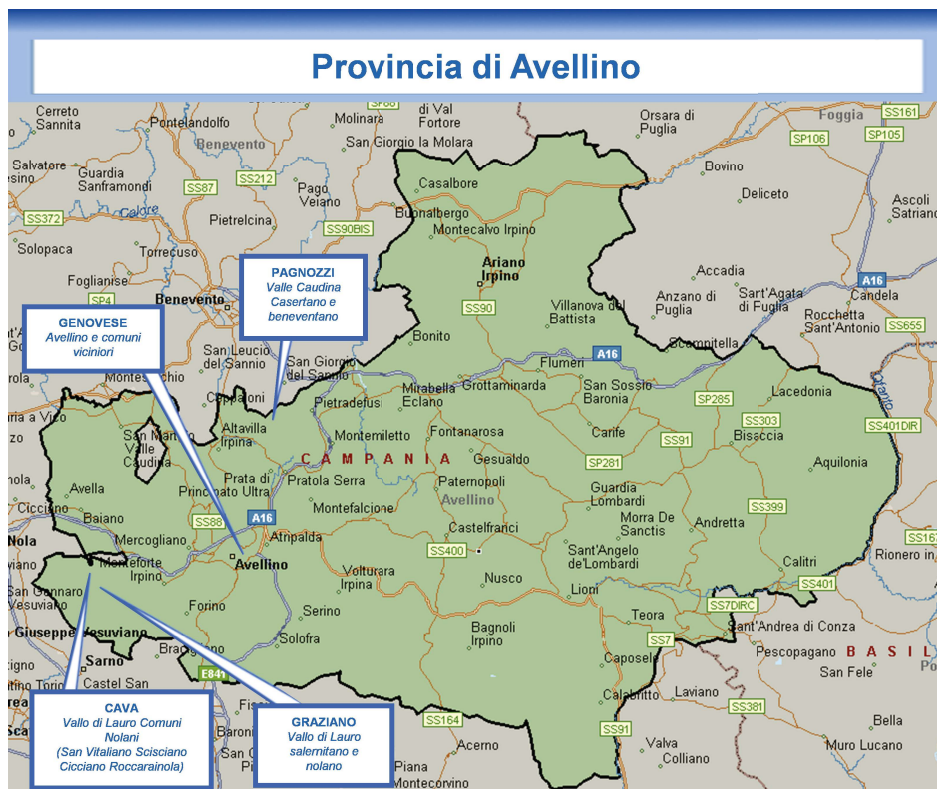 Provincia di Avellino
Cerreto
Sannita
Pontelandolfo
Molinara
di Val
Fortore
Orsara di
Puglia
SS161
Foggia
SP106
SP105
Benevento
San Giorgio la Molara
Salvatore
Guardia
Sanframondi
SS87
SS212
Pago
Veiano
Casalbore
Bovino
Deliceto
Ascoli
Satriano
SS372
Calore
Pietrelcina
SS90BIS
Buonalbergo
Montecalvo Irpino
Solopaca
Torrecuso
Foglianise
SP4
Benevento
PAGNOZZI
Valle Caudina
Casertano e
beneventano
Ariano
Irpino
SS90
Accadia
Anzano di
Puglia
Sant'Agata
di Puglia
A16
Candela
Rocchetta
Sant'Antonio
SS655
GENOVESE
Avellino e comuni
viciniori
Villanova del
Battista
Bonito
San Leucio
del Sannio
San Giorgio
del Sannio
A16
Flumeri
Grottaminarda
Mirabella
Eclano
San Sossio
Baronia
Lacedonia
Ofanto
Ceppaloni
Pietradefusi
SP285
SS303
SS401DIR
San Martino
Valle
Caudina
Altavilla
Irpina
Montemiletto
Fontanarosa
Carife
SS91
Bisaccia
CAMPANIA
Gesualdo
SP281
Aquilonia
Prata di
Principato Ultra
Pratola Serra
Paternopoli
Avellino
Guardia
Lombardi
Avella
Cicciano
Baiano
SS88
A16
Montefalcione
Castelfranci
Morra De
Sanctis
Andretta
SS399
Nola
Mercogliano
Atripalda
SS400
Sant'Angelo
de'Lombardi
Monteforte
Irpino
Avellino
Volturara
Irpina
Nusco
Lioni
Calitri
SS401
Rionero in
San Gennaro
Vesuviano
Forino
Serino
Teora
SS7DIRC
Sant'Andrea di Conza
Giuseppe Vesuviano
Solofra
Bagnoli
Irpino
SS7
Pescopagano
BASIL
Sarno
Bracigliano
Caposele
San Fele
Castel San
E841
Calabritto
Laviano
SS381
CAVA
Vallo di Lauro Comuni
Nolani
(San Vitaliano Scisciano
Cicciano Roccarainola)
GRAZIANO
Vallo di Lauro
salernitano e
nolano
SS164
SS91
Bella
Acerno
Valva
Colliano
Muro Lucano
Piana
Montecorvino